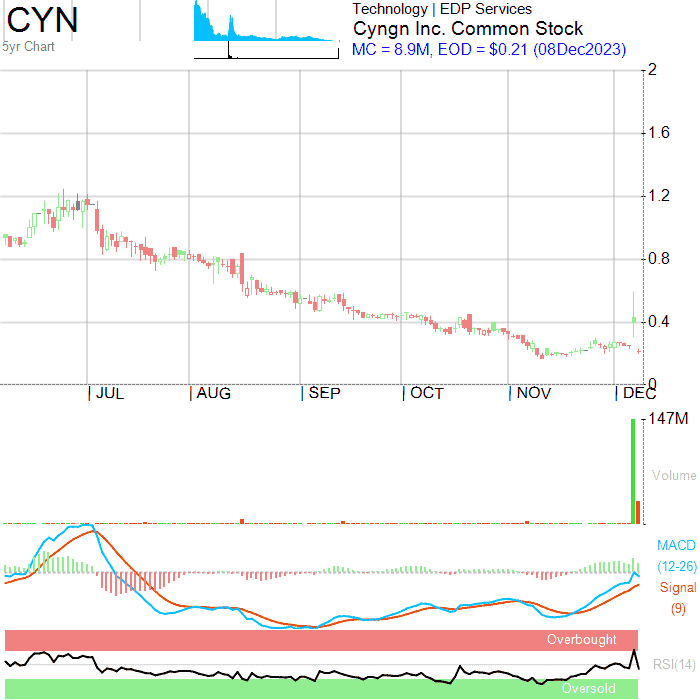 CYN
5yr Chart
Technology | EDP Services
Cyngn Inc. Common Stock
MC = 8.9M, EOD = $0.21 (08Dec2023)
2
1.6
1.2
0.8
0.4
0
JUL AUG SEP OCT NOV DEC
147M
Volume
MACD
(12-26)
Signal
(9)
Overbought
RSI(14)
Oversold